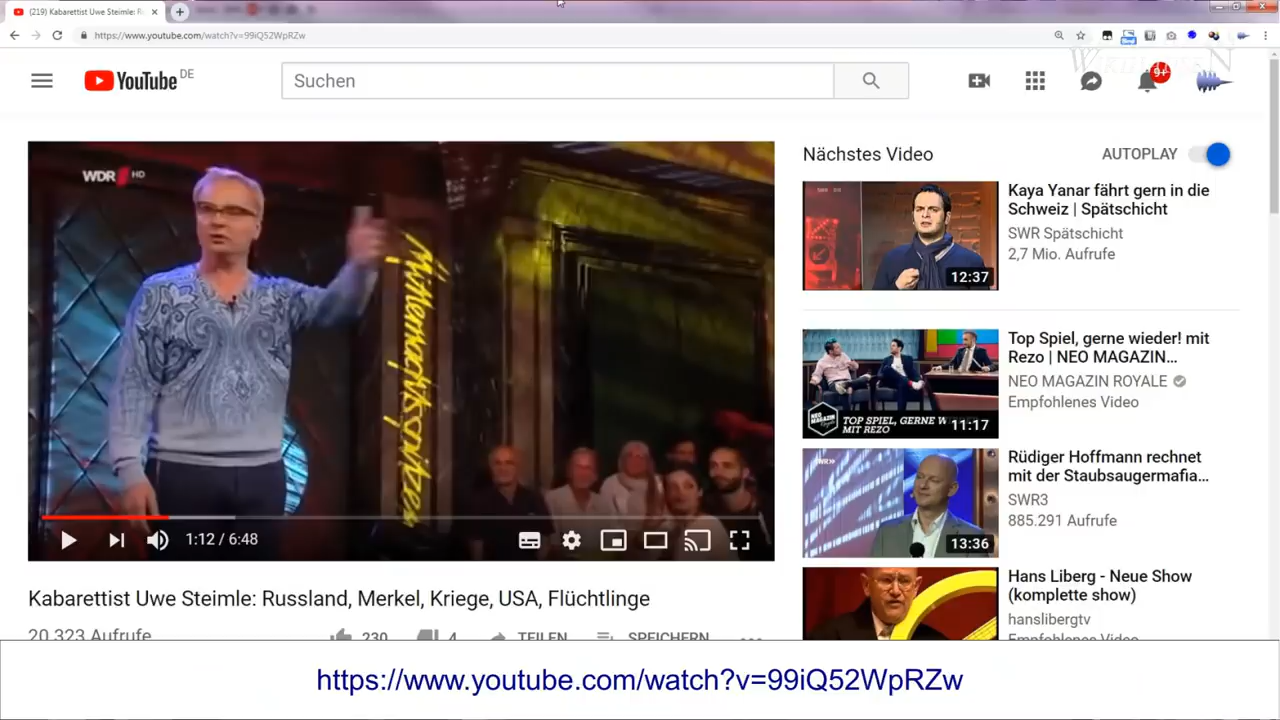 (219) Kabarettist Uwe Steimle: R
https://www.youtube.com/watch?v=99iQ52WpRZw
YouTube DE
Suchen
9+
WDR HD
Mitternachtsspitzen
1:12 / 6:48
Kabarettist Uwe Steimle: Russland, Merkel, Kriege, USA, Flüchtlinge
20.323 Aufrufe
230
4
TEILEN
SPEICHERN
Nächstes Video
AUTOPLAY
Kaya Yanar fährt gern in die
Schweiz | Spätschicht
SWR Spätschicht
2,7 Mio. Aufrufe
12:37
Top Spiel, gerne wieder! mit
Rezo | NEO MAGAZIN...
NEO MAGAZIN ROYALE
Empfohlenes Video
NEO
MAGAZIN
TOP SPIEL, GERNE W
MIT REZO
11:17
Rüdiger Hoffmann rechnet
mit der Staubsaugermafia...
SWR3
885.291 Aufrufe
13:36
Hans Liberg - Neue Show
(komplette show)
hanslibergtv
Empfohlenes Video
https://www.youtube.com/watch?v=99iQ52WpRZw